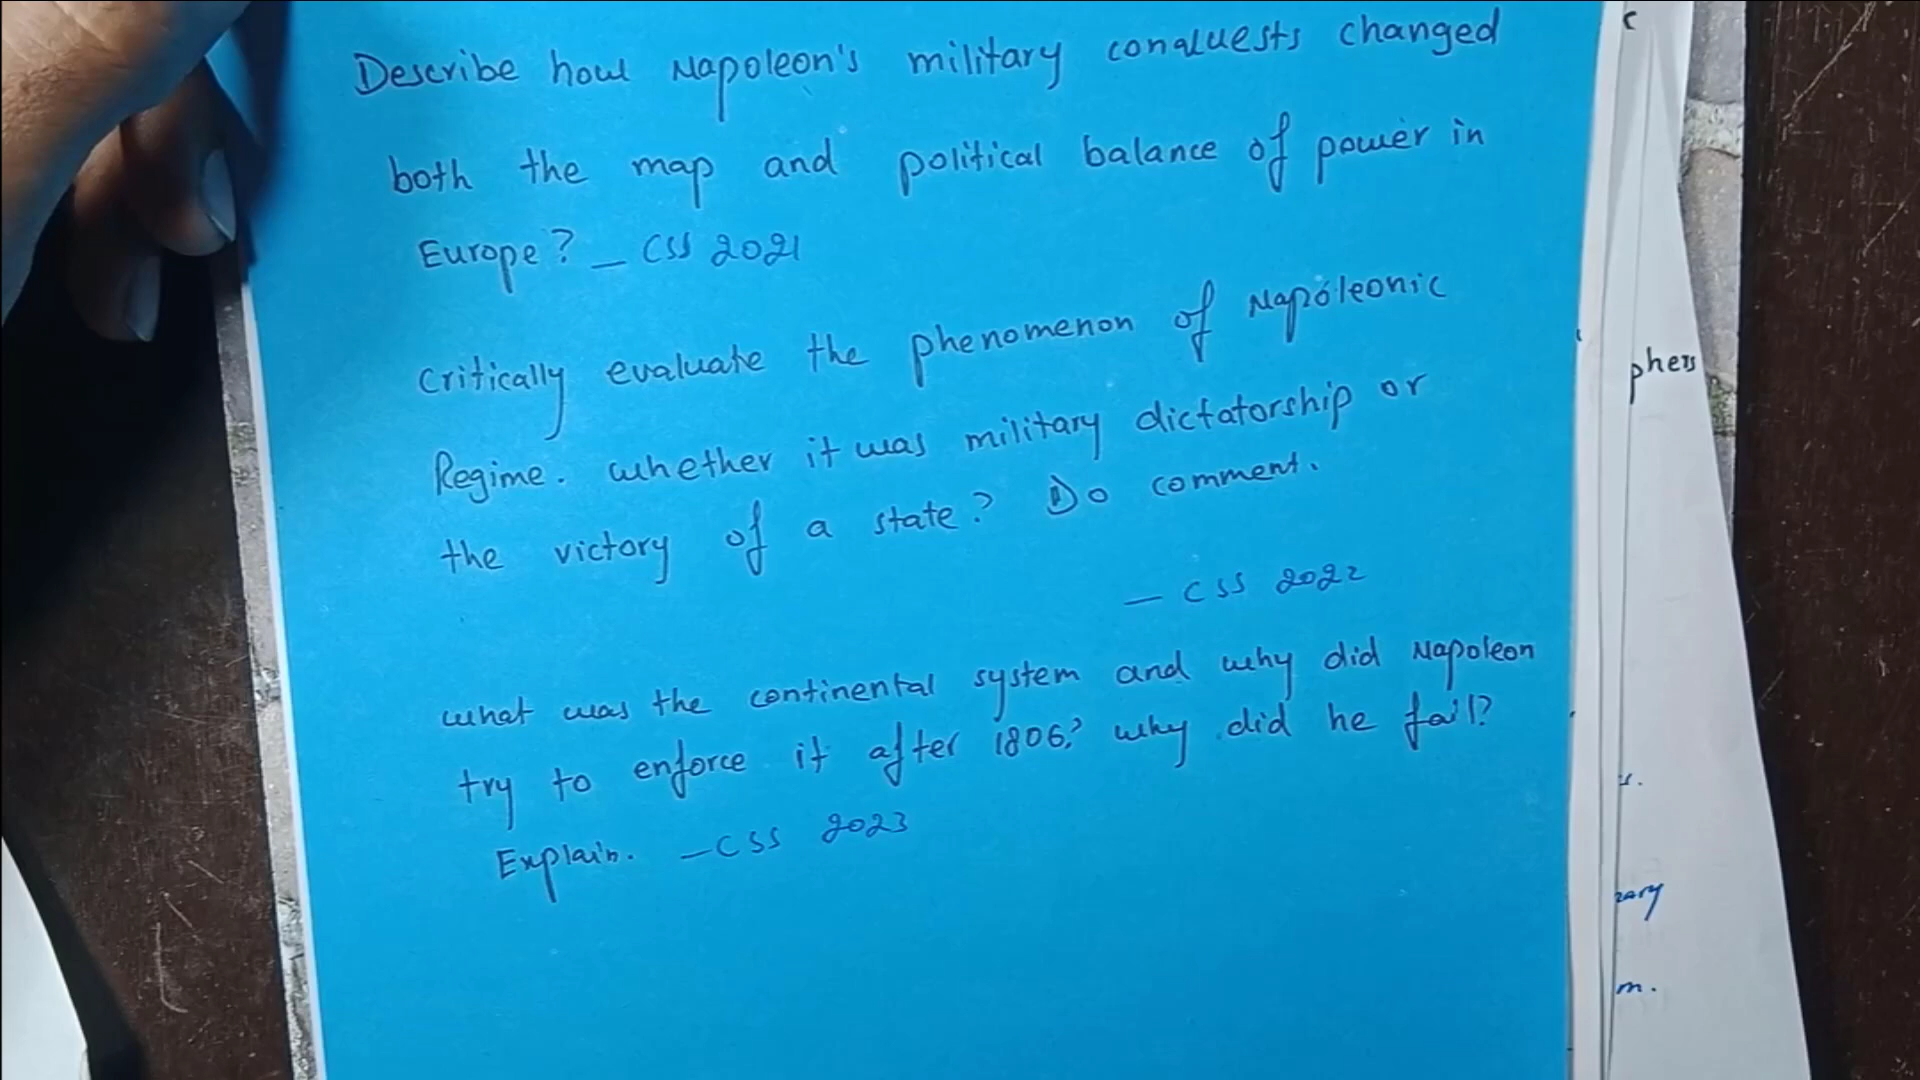 Describe how Napoleon's military conquests changed
both the map and political balance of power in
Europe? _ CSS 2021
critically evaluate the phenomenon of Napoleonic
Regime. whether it was military dictatorship or
the victory of a state? Do comment.
_ CSS 2022
what was the continental system and why did Napoleon
try to enforce it after 1806? why did he fail?
Explain. _CSS 2023
phers
s.
m.